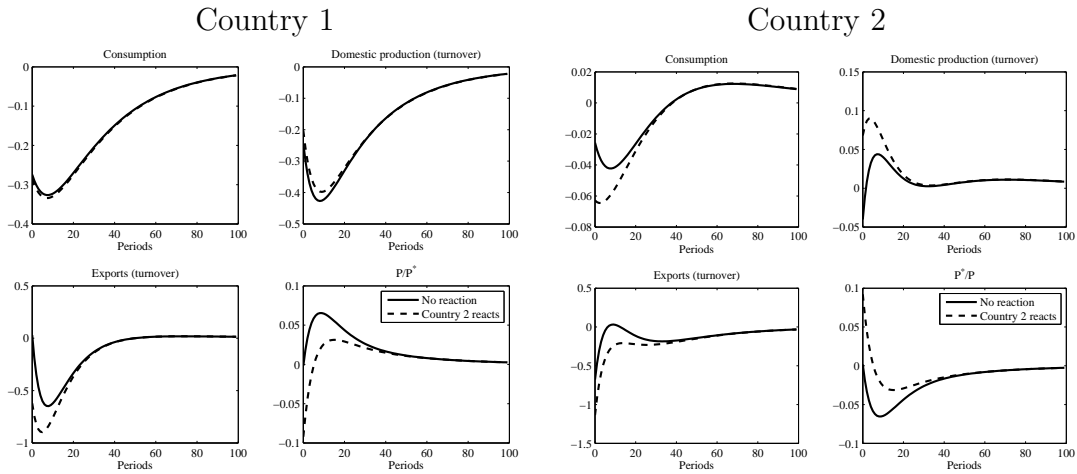 Country 1
Country 2
Consumption
Domestic production (turnover)
0
−0.1
−0.2
−0.3
−0.4
0 20 40 60 80 100
Periods
0
−0.1
−0.2
−0.3
−0.4
−0.5
0 20 40 60 80 100
Periods
Exports (turnover)
P/P*
0.5
0
−0.5
−1
0 20 40 60 80 100
Periods
0.1
0.05
0
0.05
0.1
0 20 40 60 80 100
Periods
No reaction
Country 2 reacts
Consumption
Domestic production (turnover)
0.02
0
−0.02
−0.04
−0.06
−0.08
0 20 40 60 80 100
Periods
0.15
0.1
0.05
0
−0.05
0 20 40 60 80 100
Periods
Exports (turnover)
P*/P
0.5
0
−0.5
−1
−1.5
0 20 40 60 80 100
Periods
0.1
0.05
0
−0.05
−0.1
0 20 40 60 80 100
Periods
No reaction
Country 2 reacts